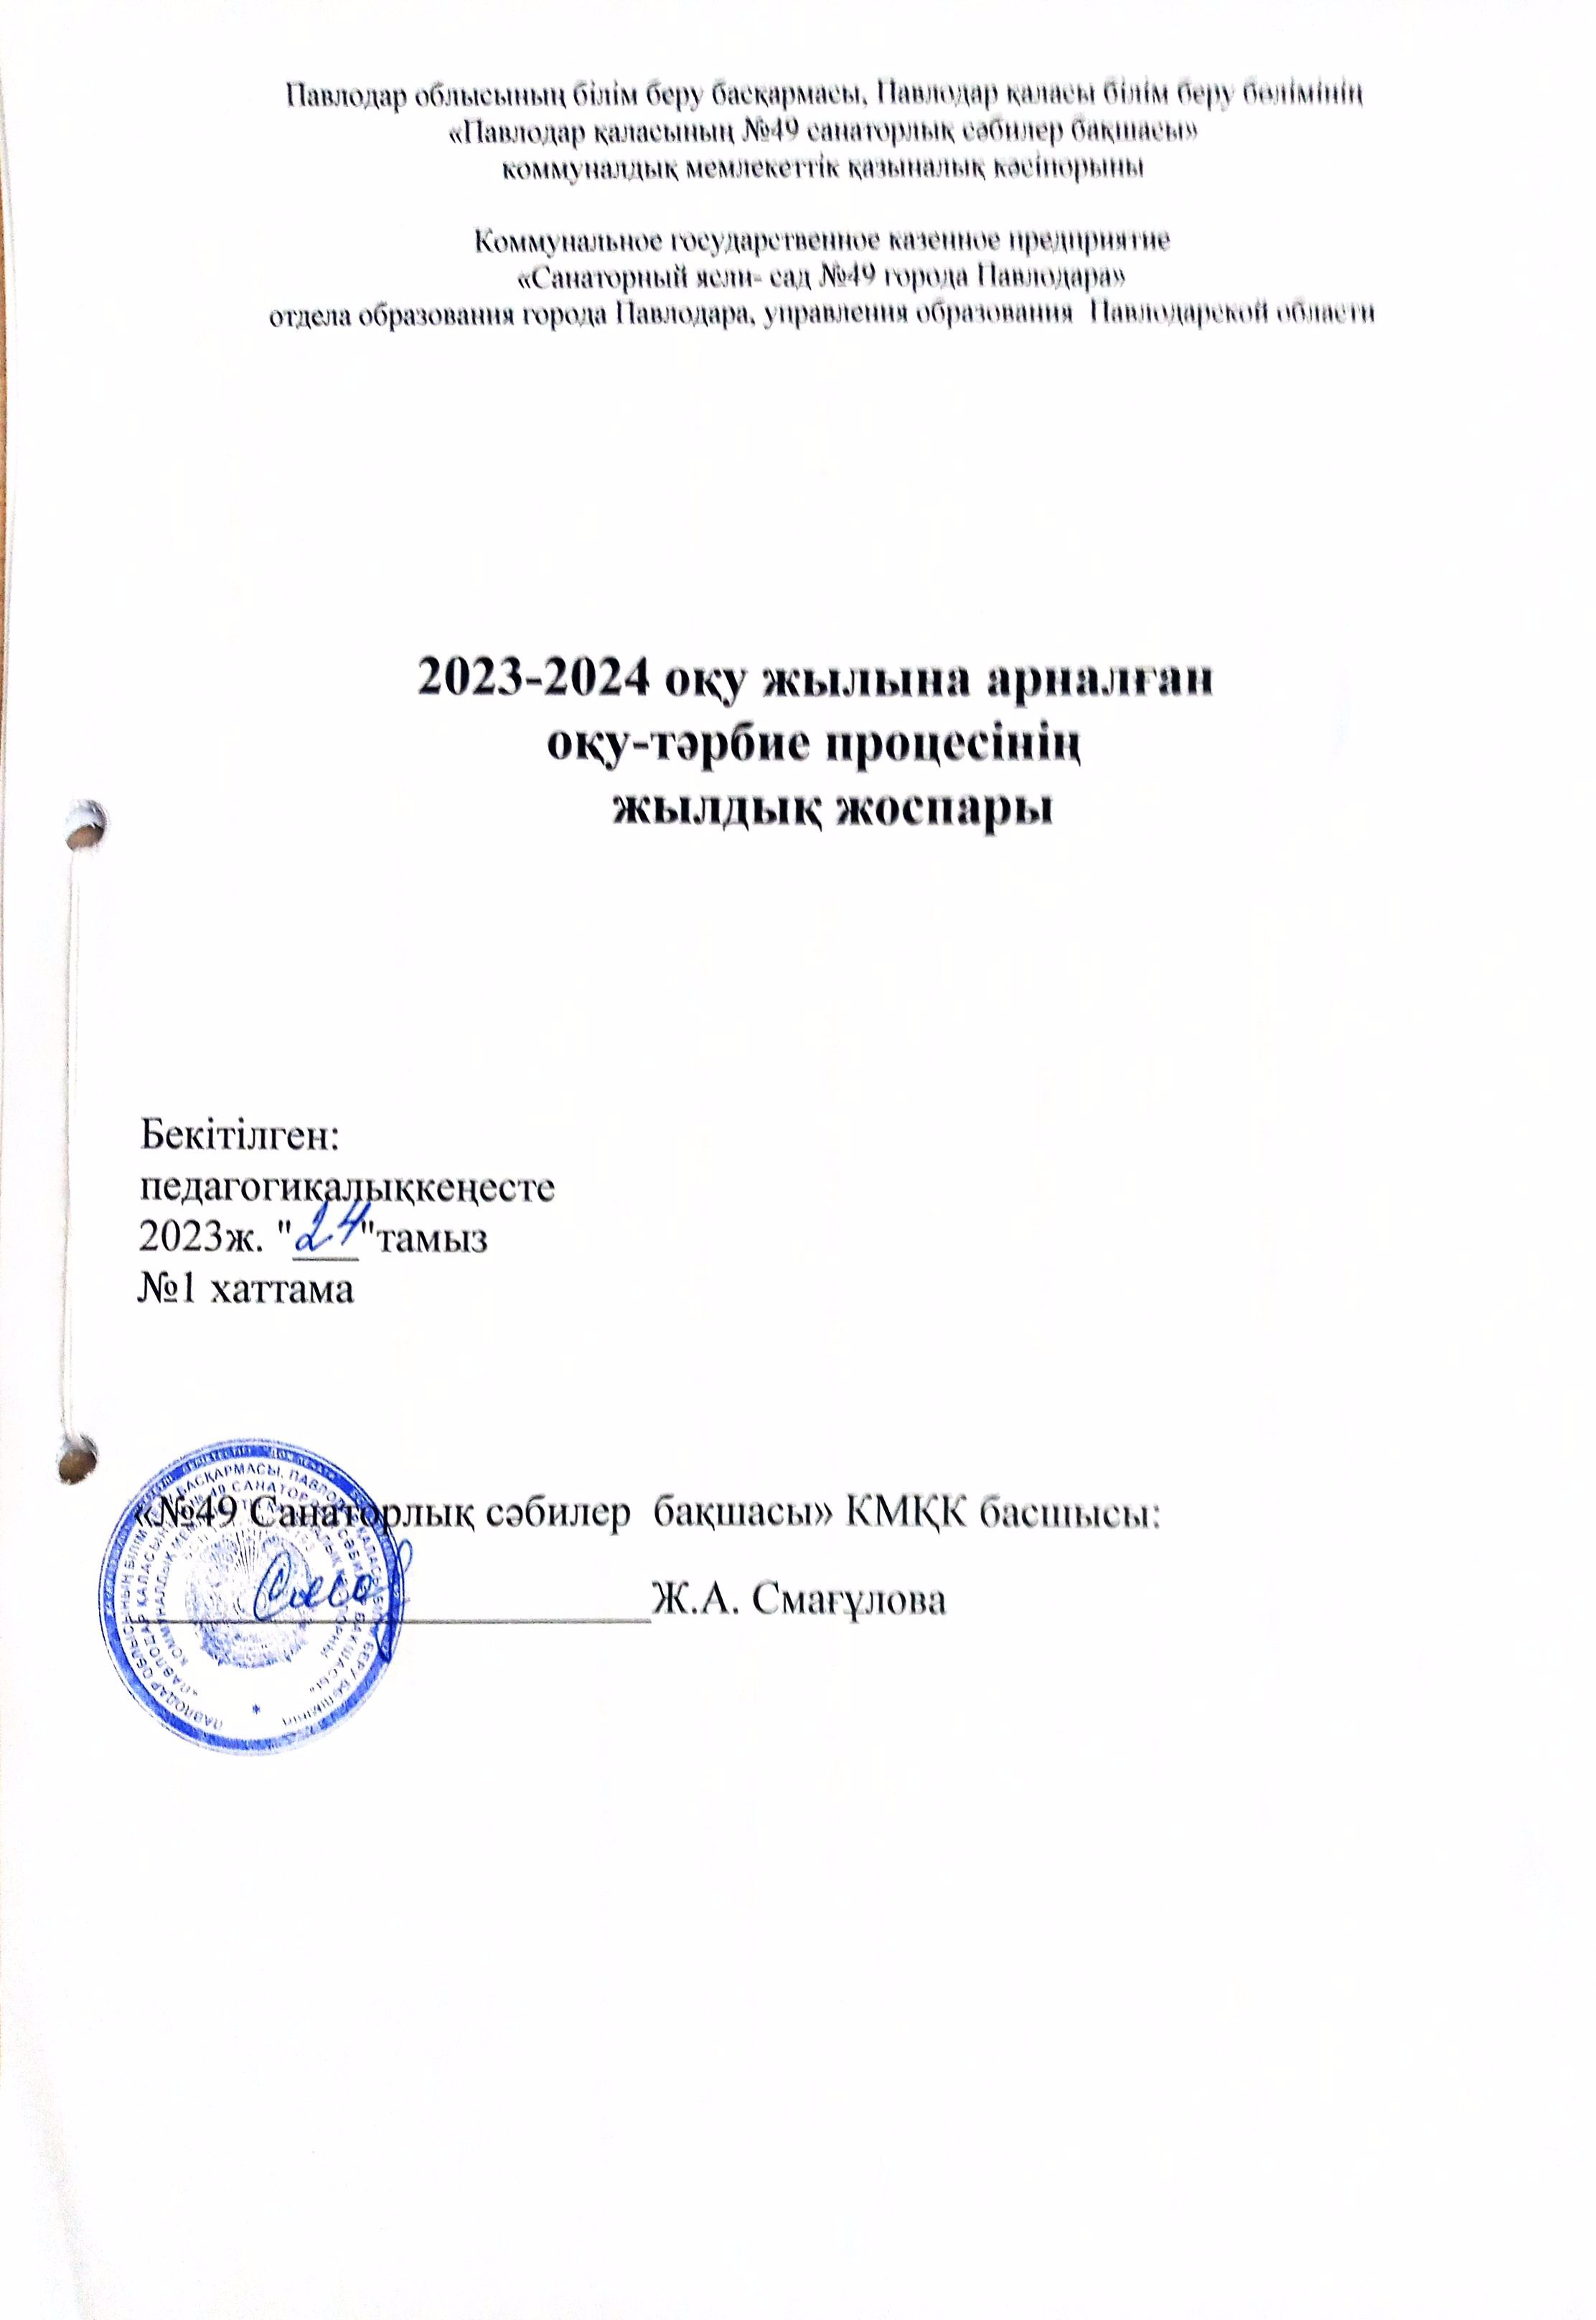 Павлодар облысының білім беру басқармасы, Павлодар қаласы білім беру бөлімінің
«Павлодар қаласының №49 санаторлық сәбилер бақшасы»
коммуналдық мемлекеттік қазыналық кәсіпорыны
Коммунальное государственное казенное предприятие
«Санаторный ясли- сад №49 города Павлодара»
отдела образования города Павлодара, управления образования Павлодарской области
2023-2024 оқу жылына арналған
оқу-тәрбие процесінің
жылдық жоспары
Бекітілген:
педагогикалықкеңесте
2023ж. "24"тамыз
№1 хаттама
«№49 Санаторлық сәбилер бақшасы» КМҚК басшысы:
Ж.А. Смағұлова